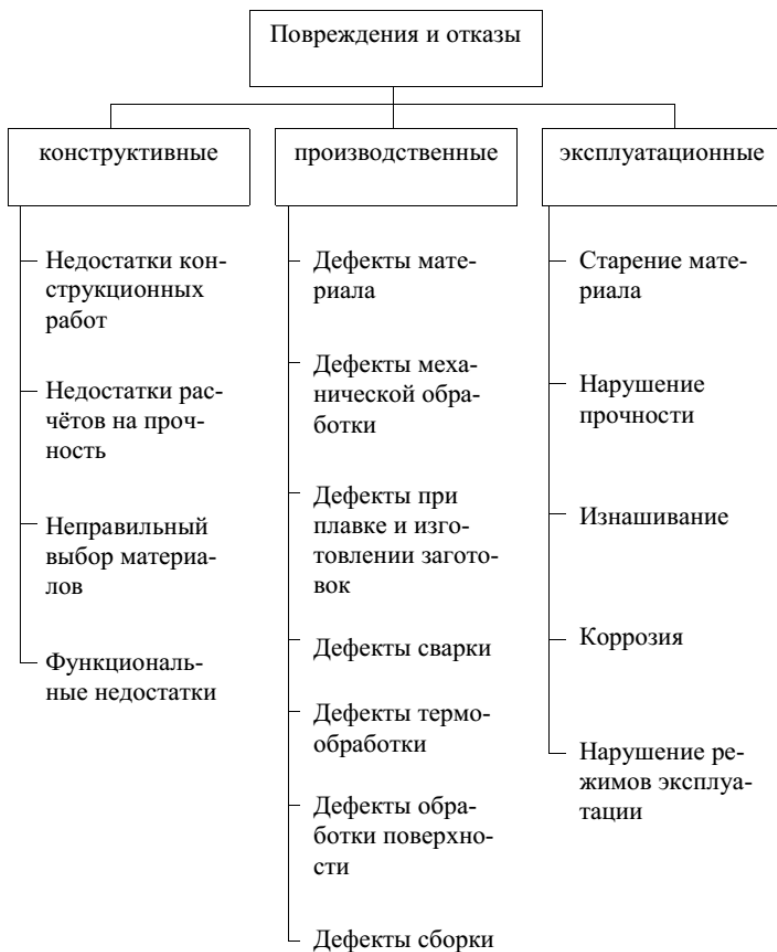 Повреждения и отказы
конструктивные
производственные
эксплуатационные
Недостатки кон-
струкционных
работ
Недостатки рас-
чётов на проч-
ность
Неправильный
выбор материа-
лов
Функциональ-
ные недостатки
Дефекты мате-
риала
Дефекты меха-
нической обра-
ботки
Дефекты при
плавке и изго-
товлении загото-
вок
Дефекты сварки
Дефекты термо-
обработки
Дефекты обра-
ботки поверхно-
сти
Дефекты сборки
Старение мате-
риала
Нарушение
прочности
Изнашивание
Коррозия
Нарушение ре-
жимов эксплуа-
тации